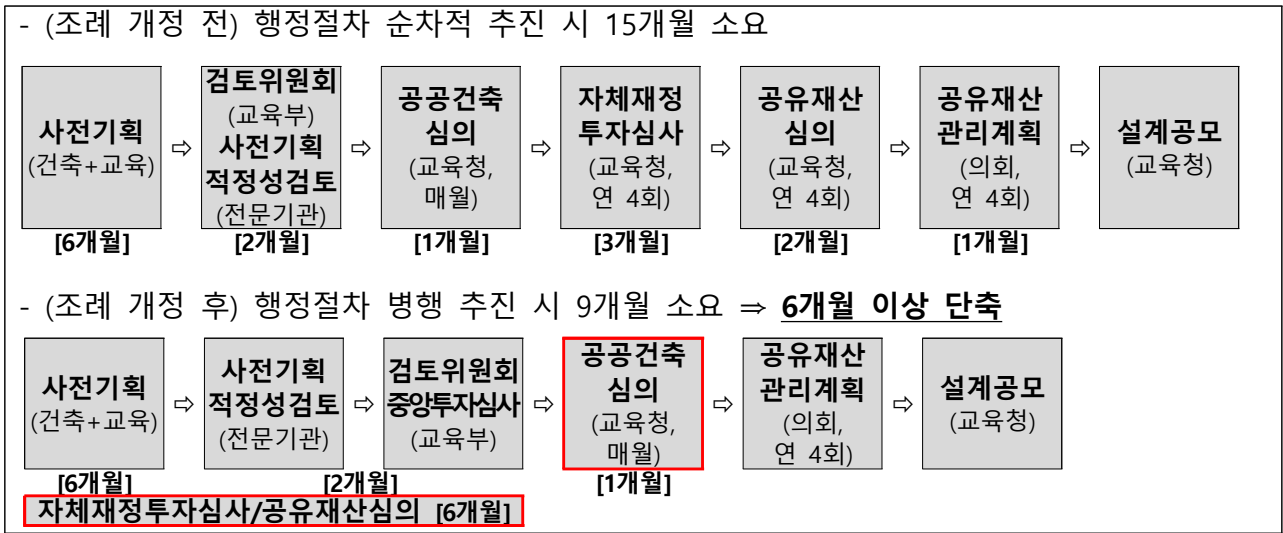 - (조례 개정 전) 행정절차 순차적 추진 시 15개월 소요
사전기획
(건축+교육)
[6개월]
⇨
검토위원회
(교육부)
사전기획
적정성검토
(전문기관)
[2개월]
⇨
공공건축
심의
(교육청,
매월)
[1개월]
⇨
자체재정
투자심사
(교육청,
연 4회)
[3개월]
⇨
공유재산
심의
(교육청,
연 4회)
[2개월]
⇨
공유재산
관리계획
(의회,
연 4회)
[1개월]
⇨
설계공모
(교육청)
- (조례 개정 후) 행정절차 병행 추진 시 9개월 소요 ⇒ 6개월 이상 단축
사전기획
(건축+교육)
[6개월]
⇨
사전기획
적정성검토
(전문기관)
⇨
검토위원회
중앙투자심사
(교육부)
[2개월]
⇨
공공건축
심의
(교육청,
매월)
[1개월]
⇨
공유재산
관리계획
(의회,
연 4회)
⇨
설계공모
(교육청)
자체재정투자심사/공유재산심의 [6개월]